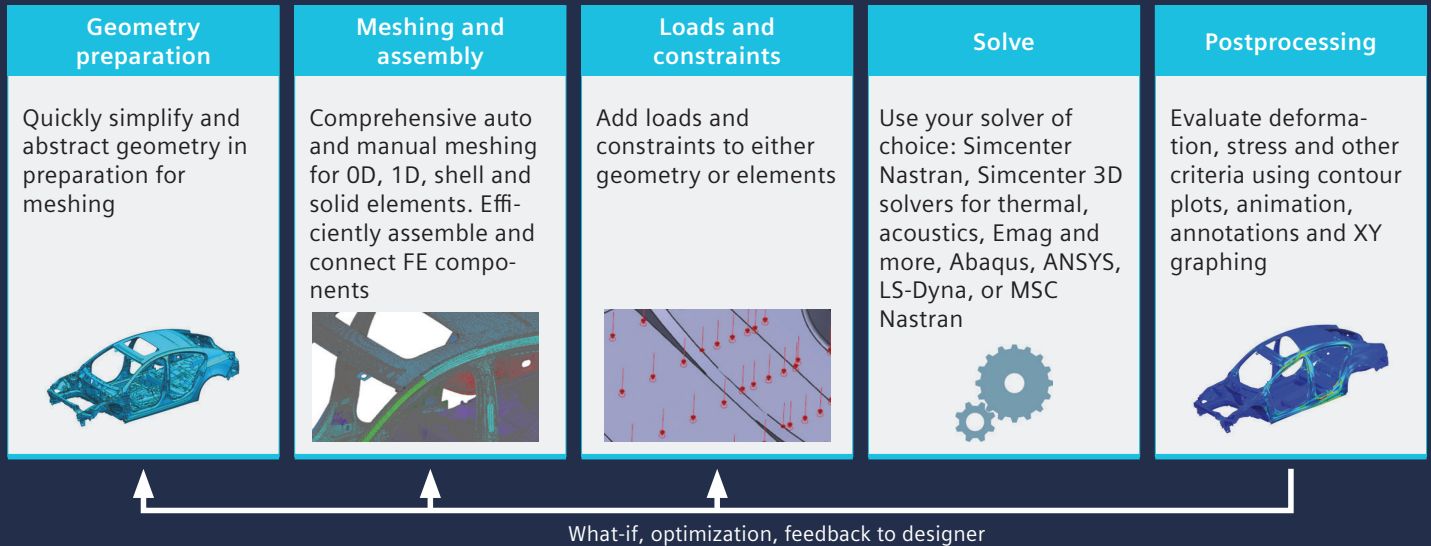 Geometry
preparation
Quickly simplify and
abstract geometry in
preparation for
meshing
Meshing and
assembly
Comprehensive auto
and manual meshing
for 0D, 1D, shell and
solid elements. Effi-
ciently assemble and
connect FE compo-
nents
Loads and
constraints
Add loads and
constraints to either
geometry or elements
Solve
Use your solver of
choice: Simcenter
Nastran, Simcenter 3D
solvers for thermal,
acoustics, Emag and
more, Abaqus, ANSYS,
LS-Dyna, or MSC
Nastran
Postprocessing
Evaluate deforma-
tion, stress and other
criteria using contour
plots, animation,
annotations and XY
graphing
What-if, optimization, feedback to designer